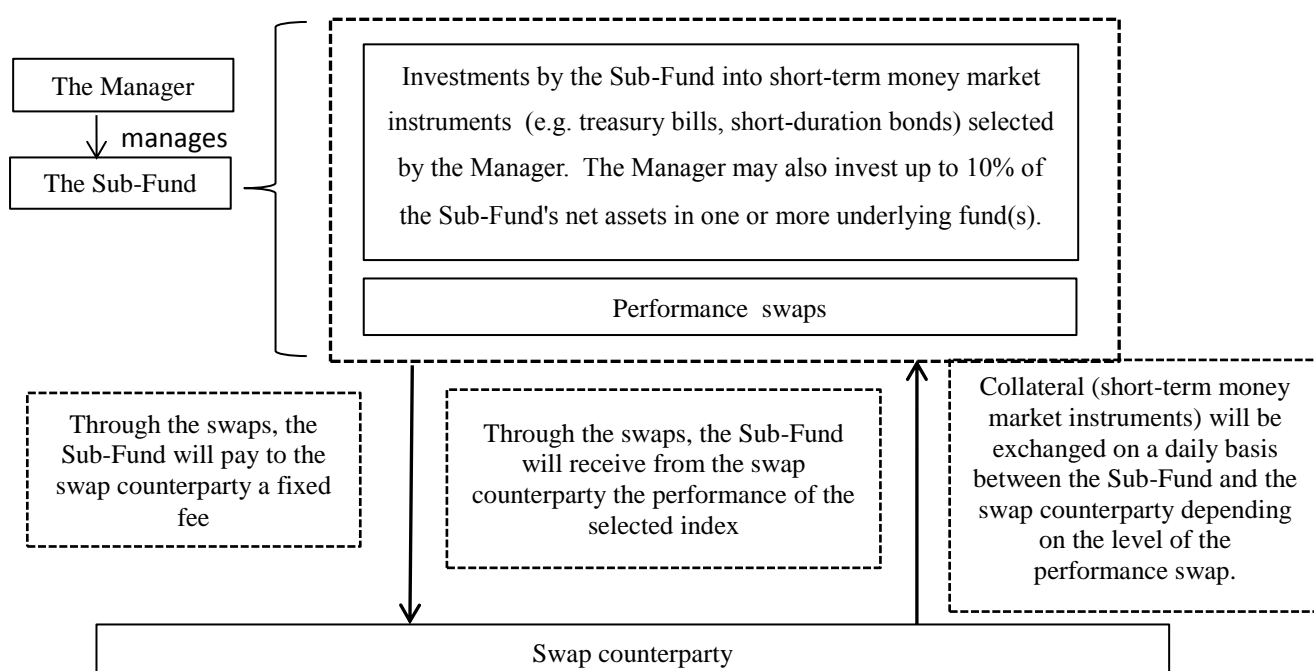 The Manager
manages
The Sub-Fund
Investments by the Sub-Fund into short-term money market
instruments (e.g. treasury bills, short-duration bonds) selected
by the Manager. The Manager may also invest up to 10% of
the Sub-Fund's net assets in one or more underlying fund(s).
Performance swaps
Through the swaps, the
Sub-Fund will pay to the
swap counterparty a fixed
fee
Through the swaps, the Sub-Fund
will receive from the swap
counterparty the performance of the
selected index
Collateral (short-term money
market instruments) will be
exchanged on a daily basis
between the Sub-Fund and the
swap counterparty depending
on the level of the
performance swap.
Swap counterparty